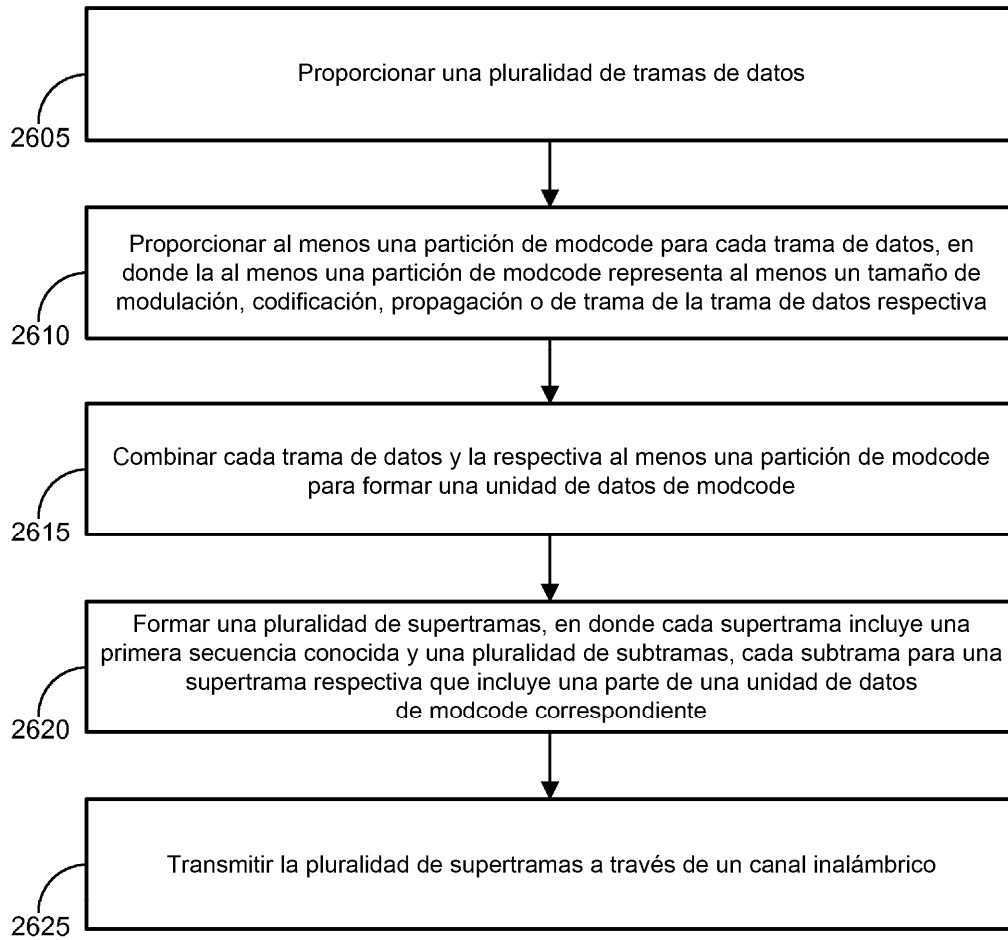 Proporcionar una pluralidad de tramas de datos
2605
Proporcionar al menos una partición de modcode para cada trama de datos, en
donde la al menos una partición de modcode representa al menos un tamaño de
modulación, codificación, propagación o de trama de la trama de datos respectiva
2610
Combinar cada trama de datos y la respectiva al menos una partición de modcode
para formar una unidad de datos de modcode
2615
Formar una pluralidad de supertramas, en donde cada supertrama incluye una
primera secuencia conocida y una pluralidad de subtramas, cada subtrama para una
supertrama respectiva que incluye una parte de una unidad de datos
de modcode correspondiente
2620
Transmitir la pluralidad de supertramas a través de un canal inalámbrico
2625